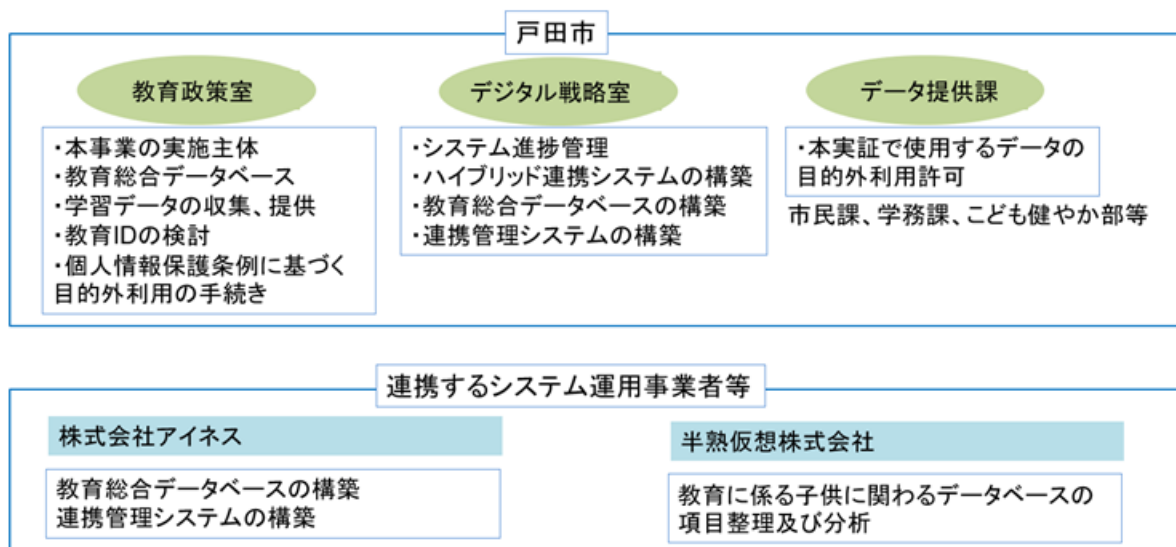 戸田市
教育政策室
・本事業の実施主体
・教育総合データベース
・学習データの収集、提供
・教育IDの検討
・個人情報保護条例に基づく
目的外利用の手続き
デジタル戦略室
・システム進捗管理
・ハイブリッド連携システムの構築
・教育総合データベースの構築
・連携管理システムの構築
データ提供課
・本実証で使用するデータの
目的外利用許可
市民課、学務課、こども健やか部等
連携するシステム運用事業者等
株式会社アイネス
教育総合データベースの構築
連携管理システムの構築
半熟仮想株式会社
教育に係る子供に関わるデータベースの
項目整理及び分析